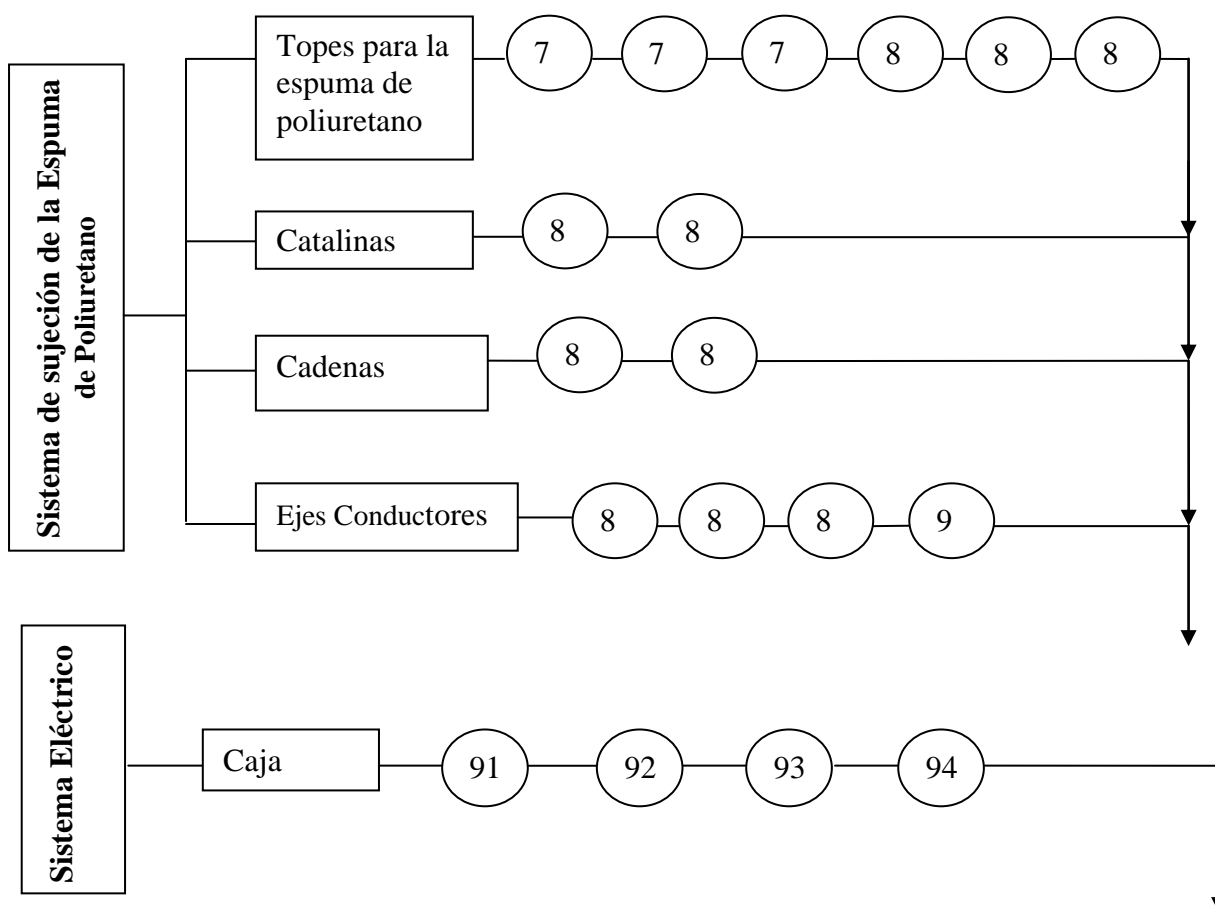 Sistema de sujeción de la Espuma
de Poliuretano
Topes para la
espuma de
poliuretano
7 7 7 8 8 8
Catalinas
8 8
Cadenas
8 8
Ejes Conductores
8 8 8 9
Sistema Eléctrico
Caja
91 92 93 94